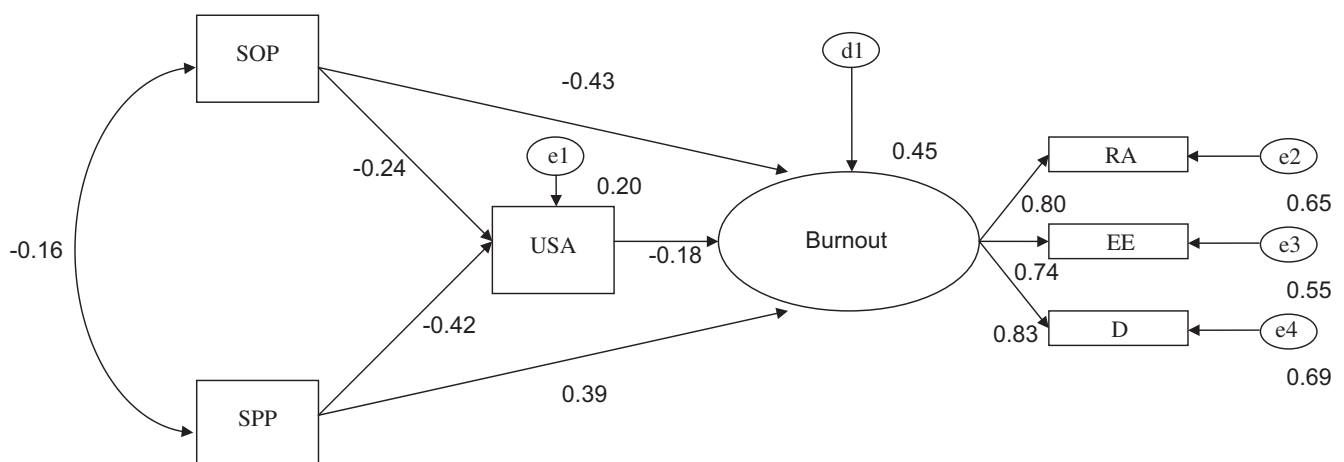 SOP
d1
-0.43
e1
0.45
RA
e2
-0.24
0.20
0.80
0.65
-0.16
USA
-0.18
Burnout
EE
e3
0.74
0.55
-0.42
0.83
D
e4
0.39
0.69
SPP